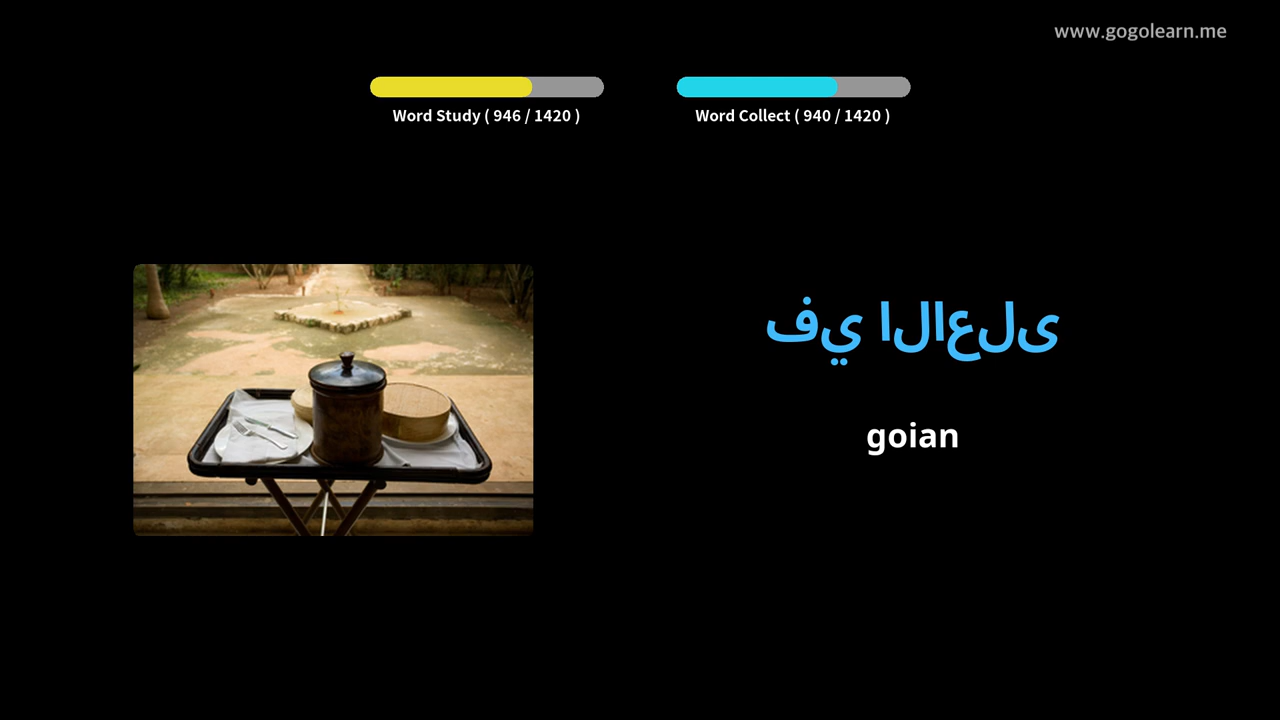 www.gogolearn.me
Word Study ( 946 / 1420 )
Word Collect ( 940 / 1420 )
في الاعلى
goian